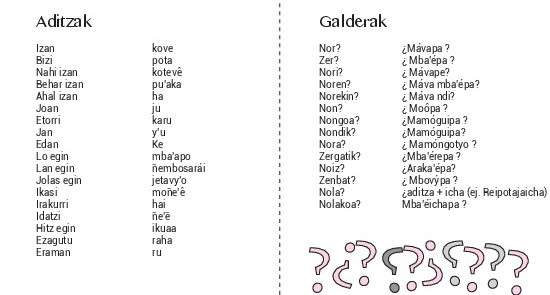 Aditzak
Izan kove
Bizi pota
Nahi izan kotevê
Behar izan pu'aka
Ahal izan ha
Joan ju
Etorri karu
Jan y'u
Edan Ke
Lo egin mba'apo
Lan egin ñembosarái
Jolas egin jetavy'o
Ikasi moñe'ê
Irakurri hai
Idatzi ñe'ê
Hitz egin ikuaa
Ezagutu raha
Eraman ru
Galderak
Nor? ¿Mávapa ?
Zer? ¿ Mba'épa ?
Nori? ¿ Mávape?
Noren? ¿ Máva mba'épa?
Norekin? ¿ Máva ndi?
Non? ¿ Moópa ?
Nongoa? ¿Mamóguipa ?
Nondik? ¿Mamóguipa?
Nora? ¿ Mamóngotyo ?
Zergatik? ¿Mba'érepa ?
Noiz? ¿Araka'épa?
Zenbat? ¿ Mbovýpa ?
Nola? ¿aditza + icha (ej. Reipotajaicha)
Nolakoa? Mba'éichapa ?